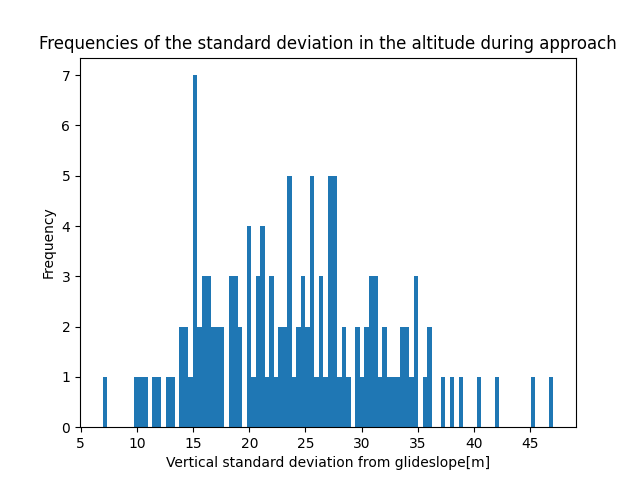 Frequencies of the standard deviation in the altitude during approach
7
6
5
4
3
2
1
0
Frequency
5 10 15 20 25 30 35 40 45
Vertical standard deviation from glideslope[m]